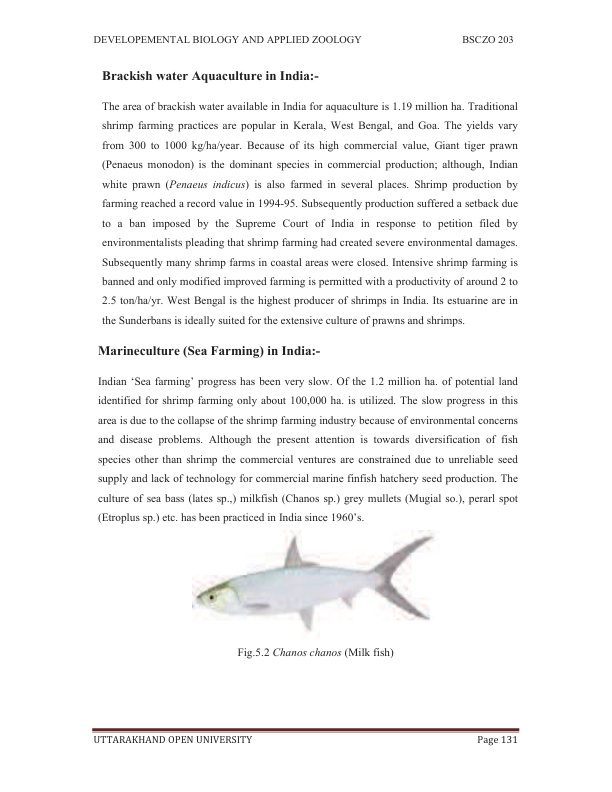 DEVELOPEMENTAL BIOLOGY AND APPLIED ZOOLOGY BSCZO 203
Brackish water Aquaculture in India:-
The area of brackish water available in India for aquaculture is 1.19 million ha. Traditional
shrimp farming practices are popular in Kerala, West Bengal, and Goa. The yields vary
from 300 to 1000 kg/ha/year. Because of its high commercial value, Giant tiger prawn
(Penaeus monodon) is the dominant species in commercial production; although, Indian
white prawn (Penaeus indicus) is also farmed in several places. Shrimp production by
farming reached a record value in 1994-95. Subsequently production suffered a setback due
to a ban imposed by the Supreme Court of India in response to petition filed by
environmentalists pleading that shrimp farming had created severe environmental damages.
Subsequently many shrimp farms in coastal areas were closed. Intensive shrimp farming is
banned and only modified improved farming is permitted with a productivity of around 2 to
2.5 ton/ha/yr. West Bengal is the highest producer of shrimps in India. Its estuarine are in
the Sunderbans is ideally suited for the extensive culture of prawns and shrimps.
Marineculture (Sea Farming) in India:-
Indian ‘Sea farming’ progress has been very slow. Of the 1.2 million ha. of potential land
identified for shrimp farming only about 100,000 ha. is utilized. The slow progress in this
area is due to the collapse of the shrimp farming industry because of environmental concerns
and disease problems. Although the present attention is towards diversification of fish
species other than shrimp the commercial ventures are constrained due to unreliable seed
supply and lack of technology for commercial marine finfish hatchery seed production. The
culture of sea bass (lates sp.,) milkfish (Chanos sp.) grey mullets (Mugial so.), perarl spot
(Etroplus sp.) etc. has been practiced in India since 1960’s.
Fig.5.2 Chanos chanos (Milk fish)
UTTARAKHAND OPEN UNIVERSITY Page 131